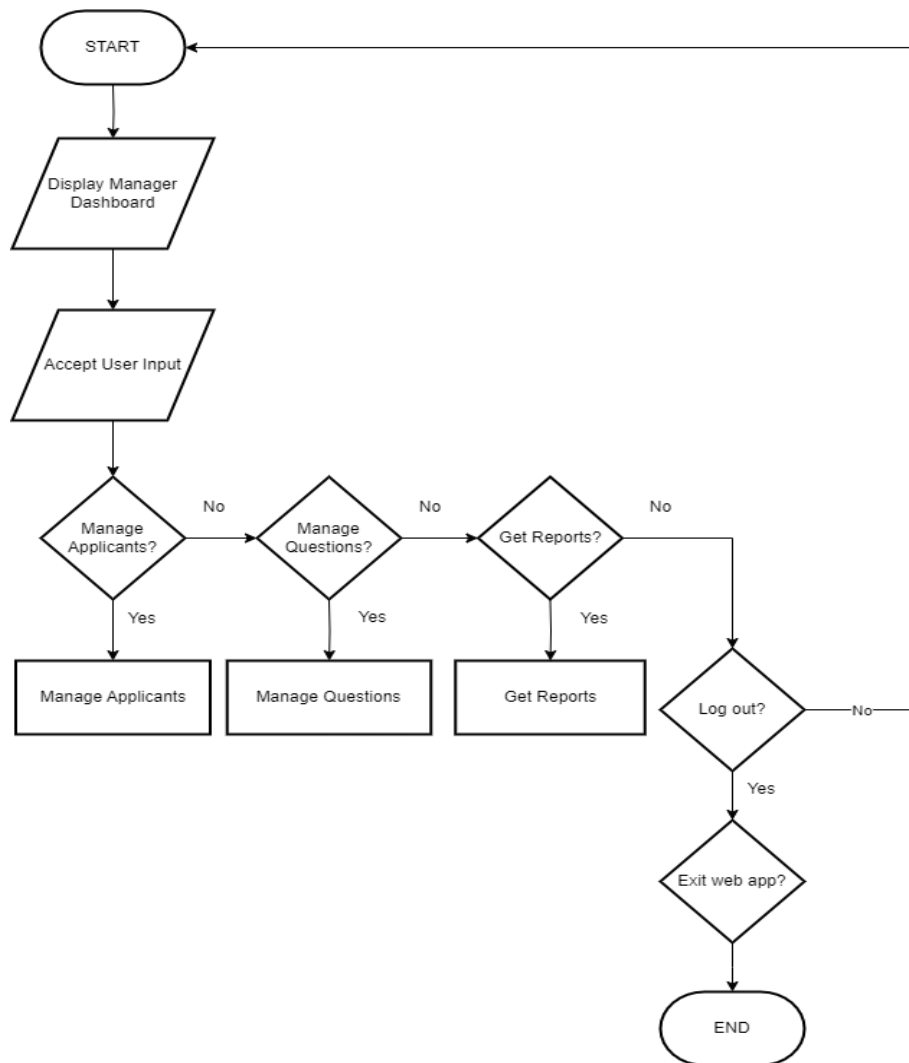 START
Display Manager
Dashboard
Accept User Input
No
No
No
Manage
Applicants?
Manage
Questions?
Get Reports?
Yes
Yes
Yes
Manage Applicants
Manage Questions
Get Reports
Log out?
No
Yes
Exit web app?
END